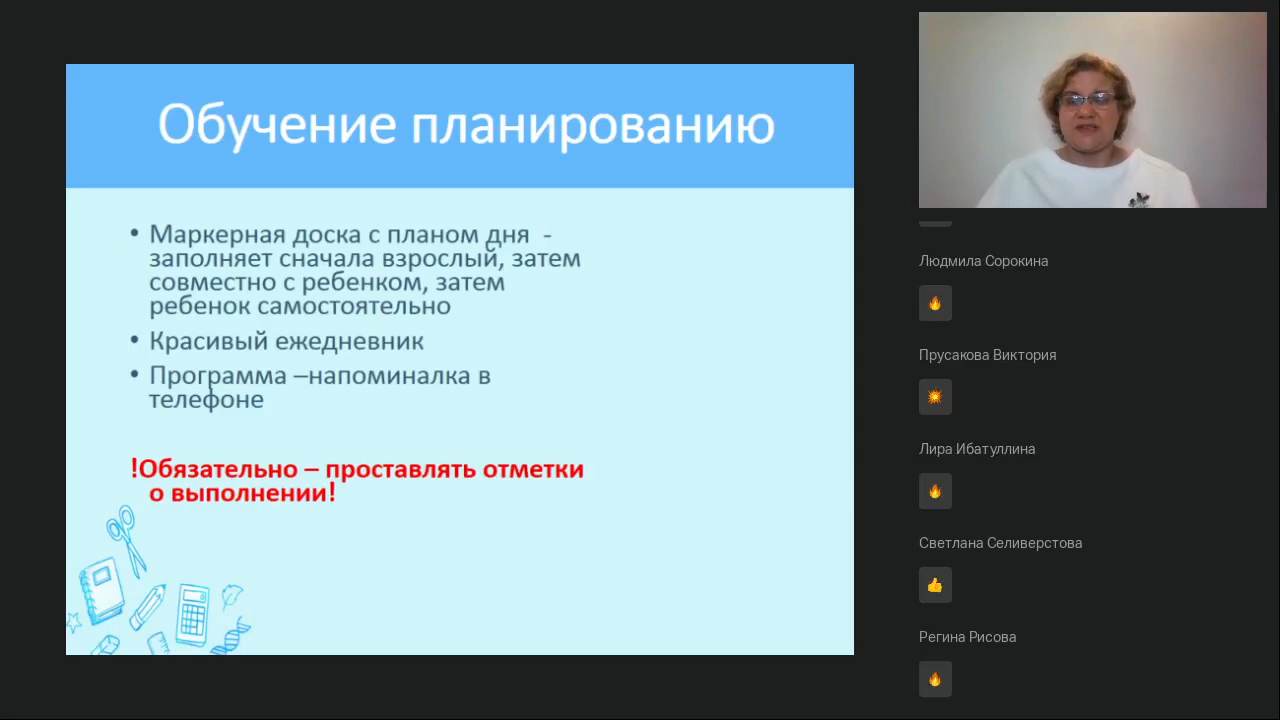 Обучение планированию
• Маркерная доска с планом дня -
заполняет сначала взрослый, затем
совместно с ребенком, затем
ребенок самостоятельно
• Красивый ежедневник
• Программа –напоминалка в
телефоне
!Обязательно – проставлять отметки
о выполнении!
Людмила Сорокина
Прусакова Виктория
Лира Ибатуллина
Светлана Селиверстова
Регина Рисова